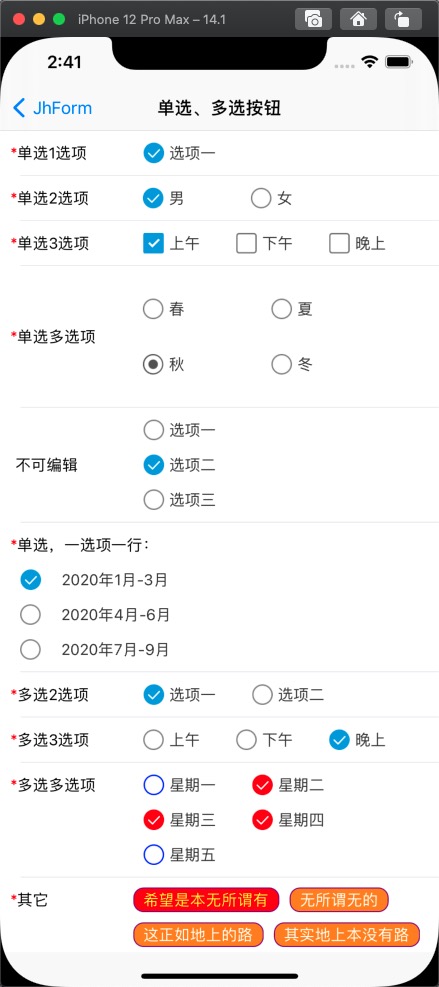 iPhone 12 Pro Max – 14.1
2:41
JhForm 单选、多选按钮
*单选1选项 选项一
*单选2选项 男 女
*单选3选项 上午 下午 晚上
春 夏
*单选多选项
秋 冬
选项一
不可编辑 选项二
选项三
*单选，一选项一行：
2020年1月-3月
2020年4月-6月
2020年7月-9月
*多选2选项 选项一 选项二
*多选3选项 上午 下午 晚上
*多选多选项 星期一 星期二
星期三 星期四
星期五
*其它 希望是本无所谓有 无所谓无的
这正如地上的路 其实地上本没有路